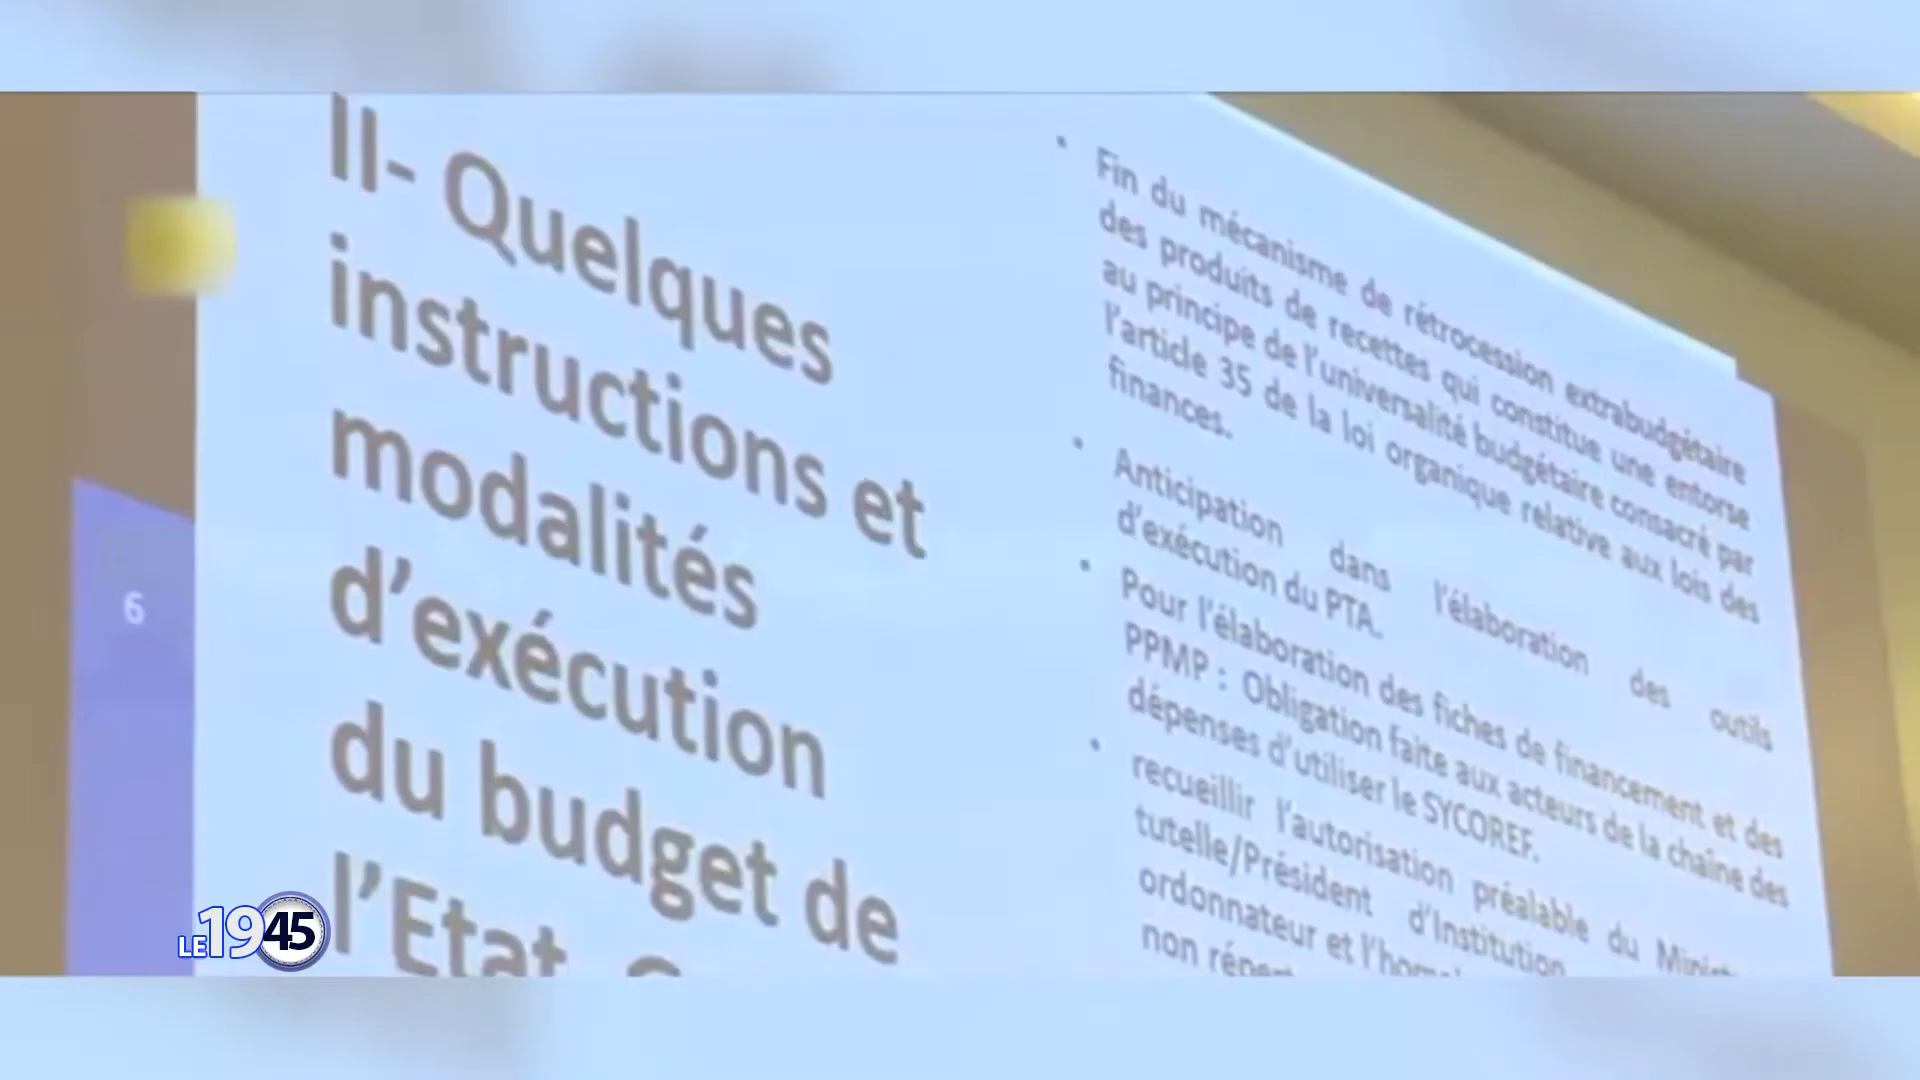 II- Quelques
instructions et
modalités
d'exécution
du budget de
l'Etat
• Fin du mécanisme de rétrocession extrabudgétaire
des produits de recettes qui constitue une entorse
au principe de l'universalité budgétaire consacré par
l'article 35 de la loi organique relative aux lois des
finances.
• Anticipation dans l'élaboration des outils
d'exécution du PTA.
• Pour l'élaboration des fiches de financement et des
PPMP : Obligation faite aux acteurs de la chaîne des
dépenses d'utiliser le SYCOREF.
• recueillir l'autorisation préalable du
tutelle/Président d'Institution
ordonnateur et
non
6
LE 1945